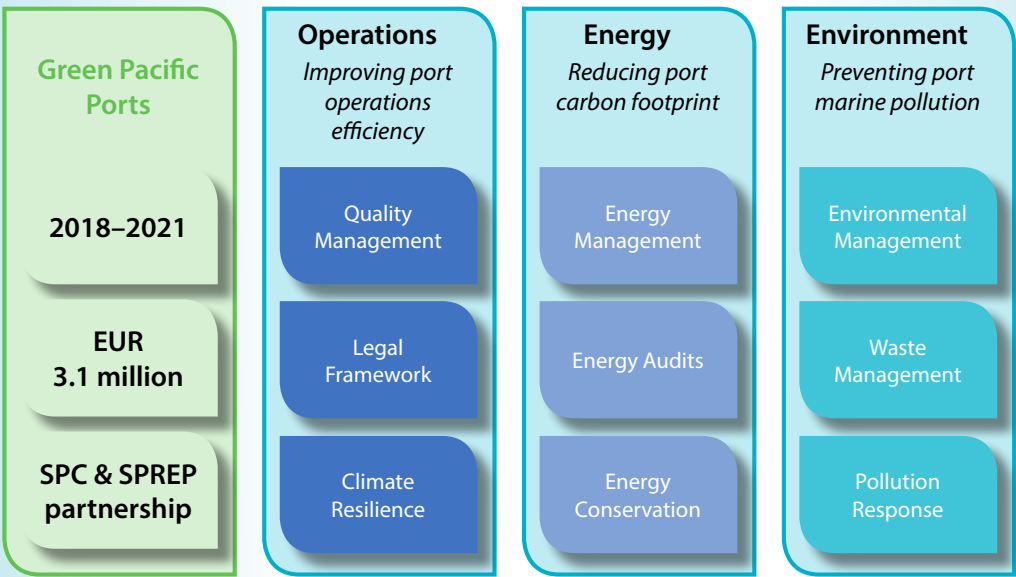 Green Pacific
Ports
2018–2021
EUR
3.1 million
SPC & SPREP
partnership
Operations
Improving port
operations
efficiency
Quality
Management
Legal
Framework
Climate
Resilience
Energy
Reducing port
carbon footprint
Energy
Management
Energy Audits
Energy
Conservation
Environment
Preventing port
marine pollution
Environmental
Management
Waste
Management
Pollution
Response